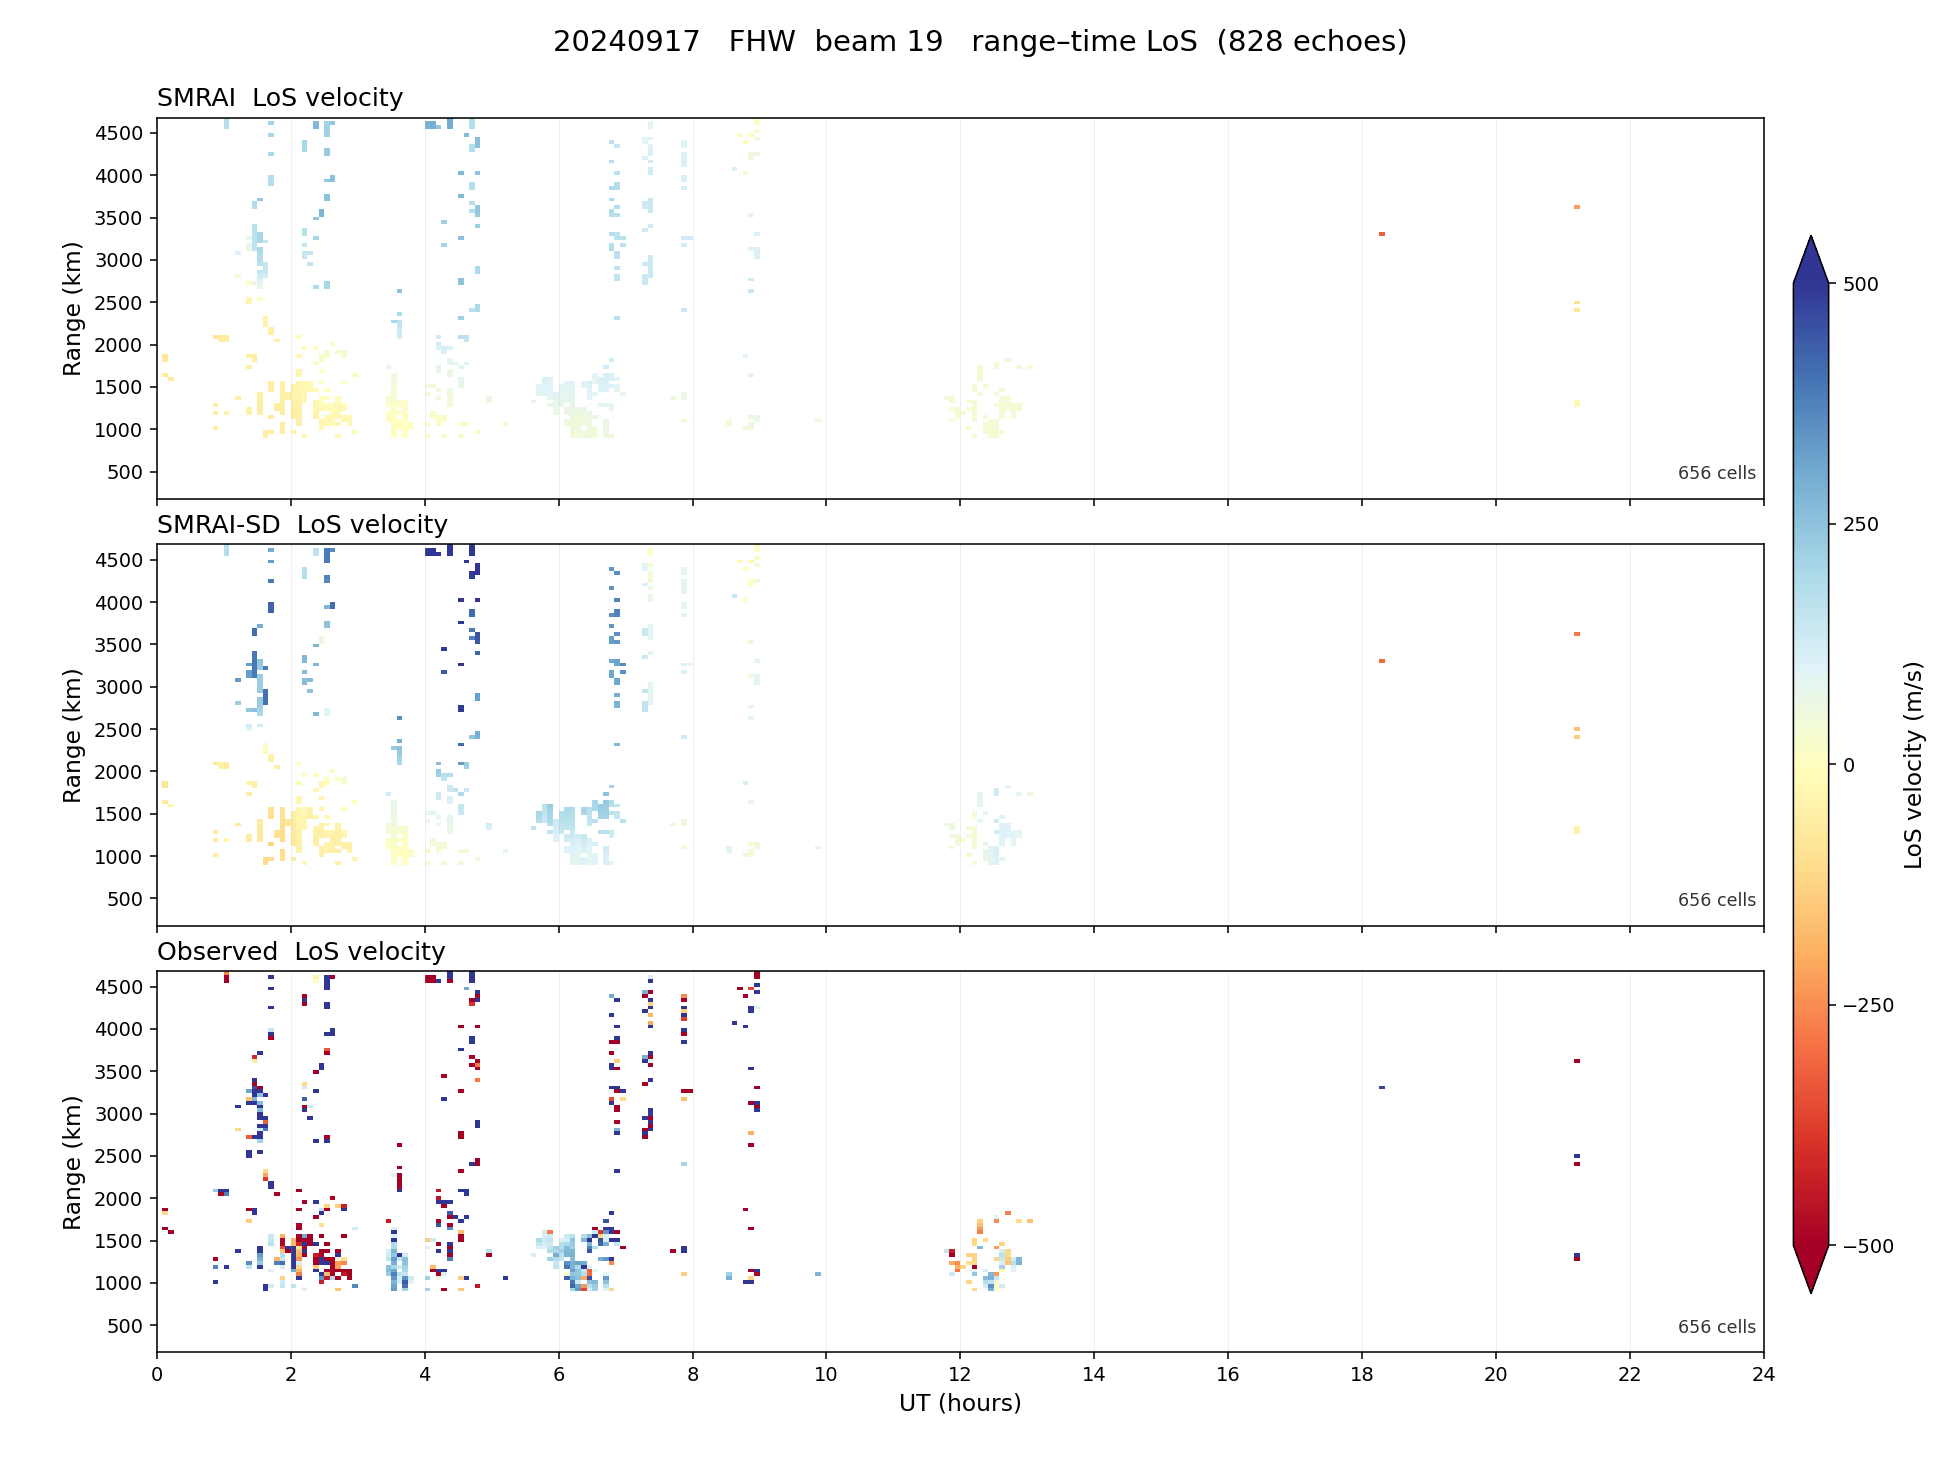 20240917   FHW  beam 19   range–time LoS  (828 echoes)
SMRAI  LoS velocity
4500
4000
3500
3000
2500
2000
1500
1000
500
Range (km)
656 cells
SMRAI-SD  LoS velocity
4500
4000
3500
3000
2500
2000
1500
1000
500
Range (km)
656 cells
Observed  LoS velocity
4500
4000
3500
3000
2500
2000
1500
1000
500
Range (km)
656 cells
0 2 4 6 8 10 12 14 16 18 20 22 24
UT (hours)
500
250
0
−250
−500
LoS velocity (m/s)